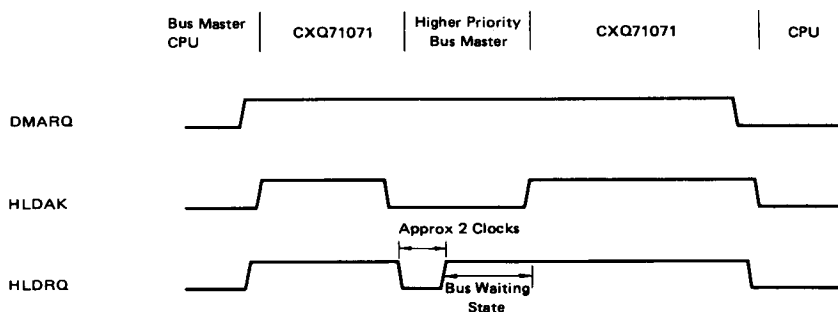 Bus Master
CPU
CXQ71071
Higher Priority
Bus Master
CXQ71071
CPU
DMARQ
HLDAK
Approx 2 Clocks
HLDRQ
Bus Waiting
State